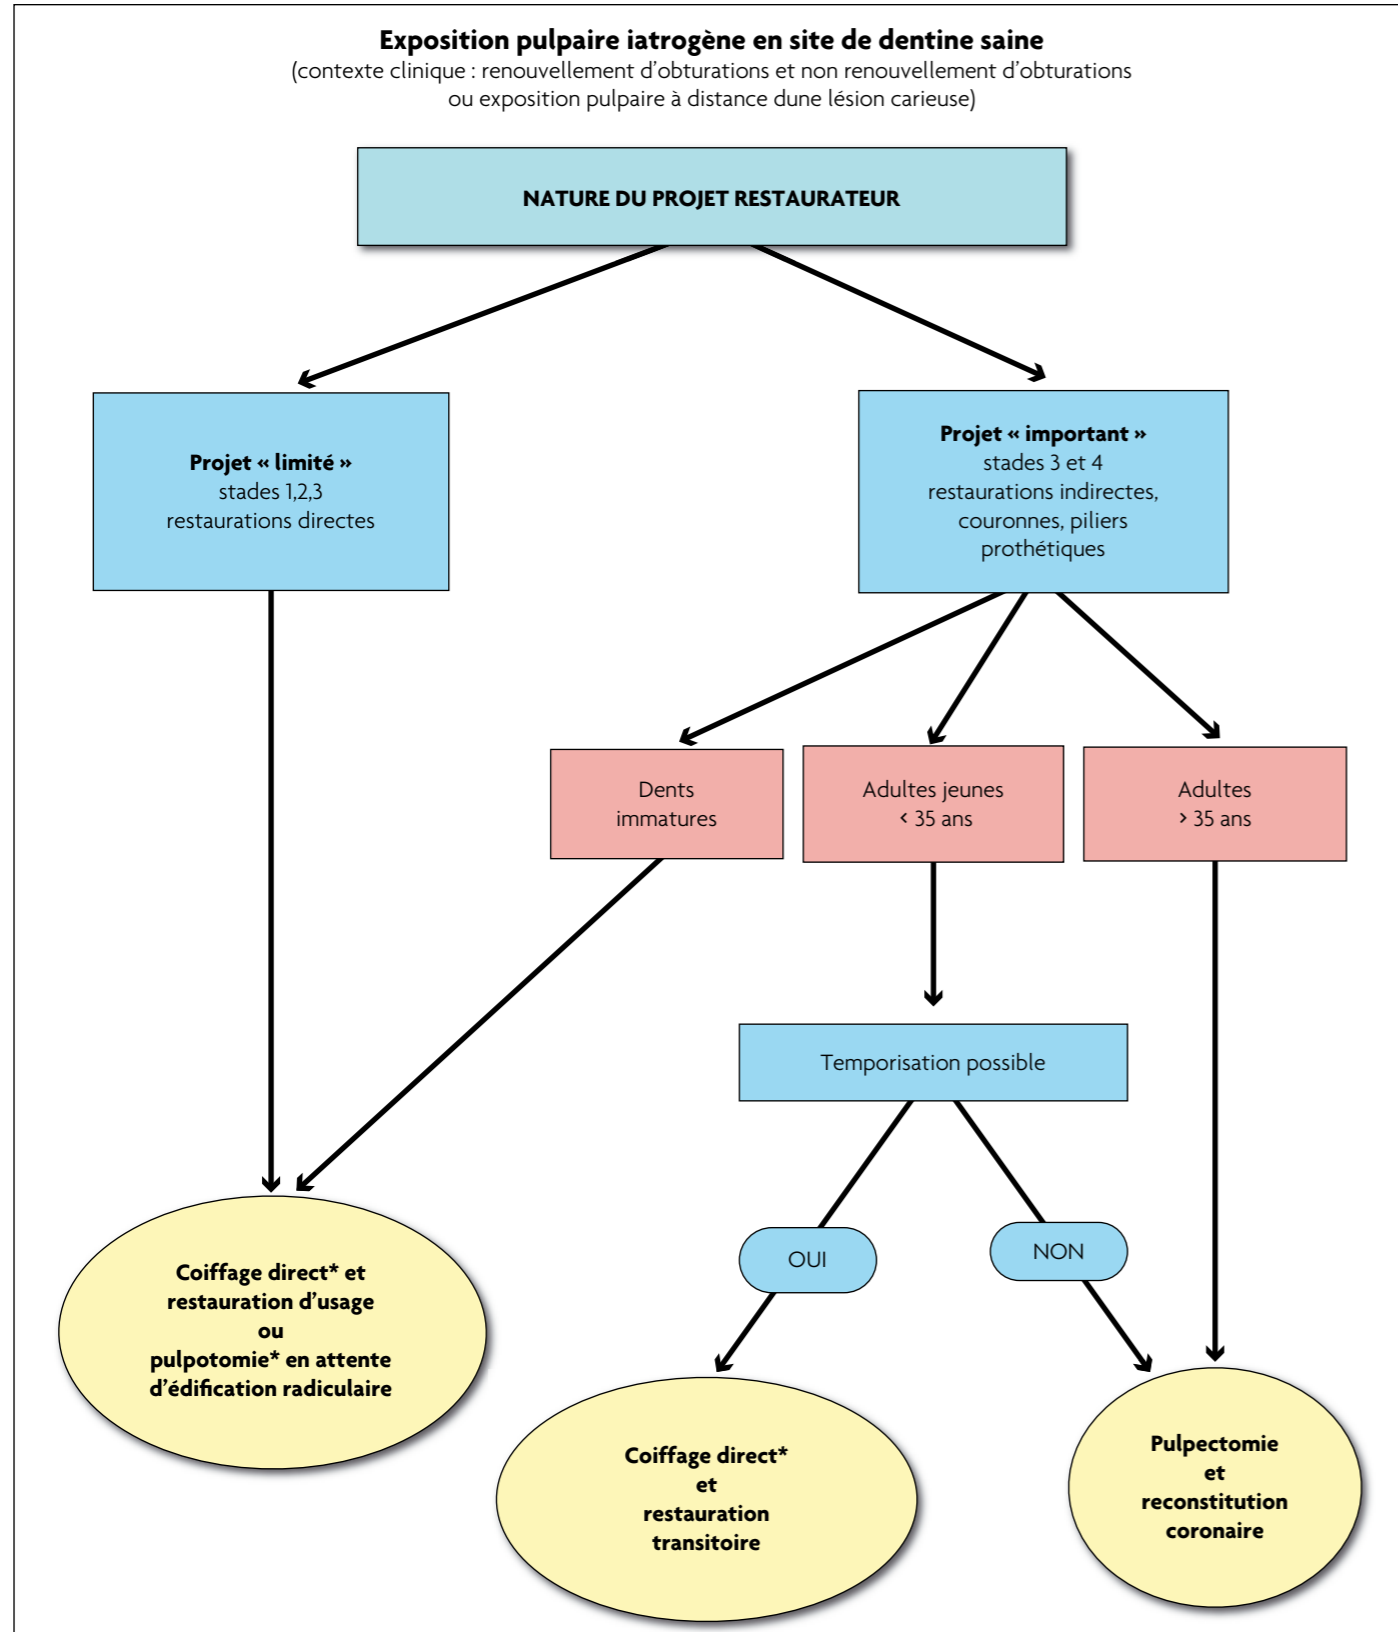 Exposition pulpaire iatrogène en site de dentine saine
(contexte clinique : renouvellement d'obturations et non renouvellement d'obturations
ou exposition pulpaire à distance dune lésion carieuse)
NATURE DU PROJET RESTAURATEUR
Projet « limité »
stades 1,2,3
restaurations directes
Projet « important »
stades 3 et 4
restaurations indirectes,
couronnes, piliers
prothétiques
Dents
immatures
Adultes jeunes
< 35 ans
Adultes
> 35 ans
Temporisation possible
OUI
NON
Coiffage direct* et
restauration d'usage
ou
pulpotomie* en attente
d'édification radiculaire
Coiffage direct*
et
restauration
transitoire
Pulpectomie
et
reconstitution
coronaire